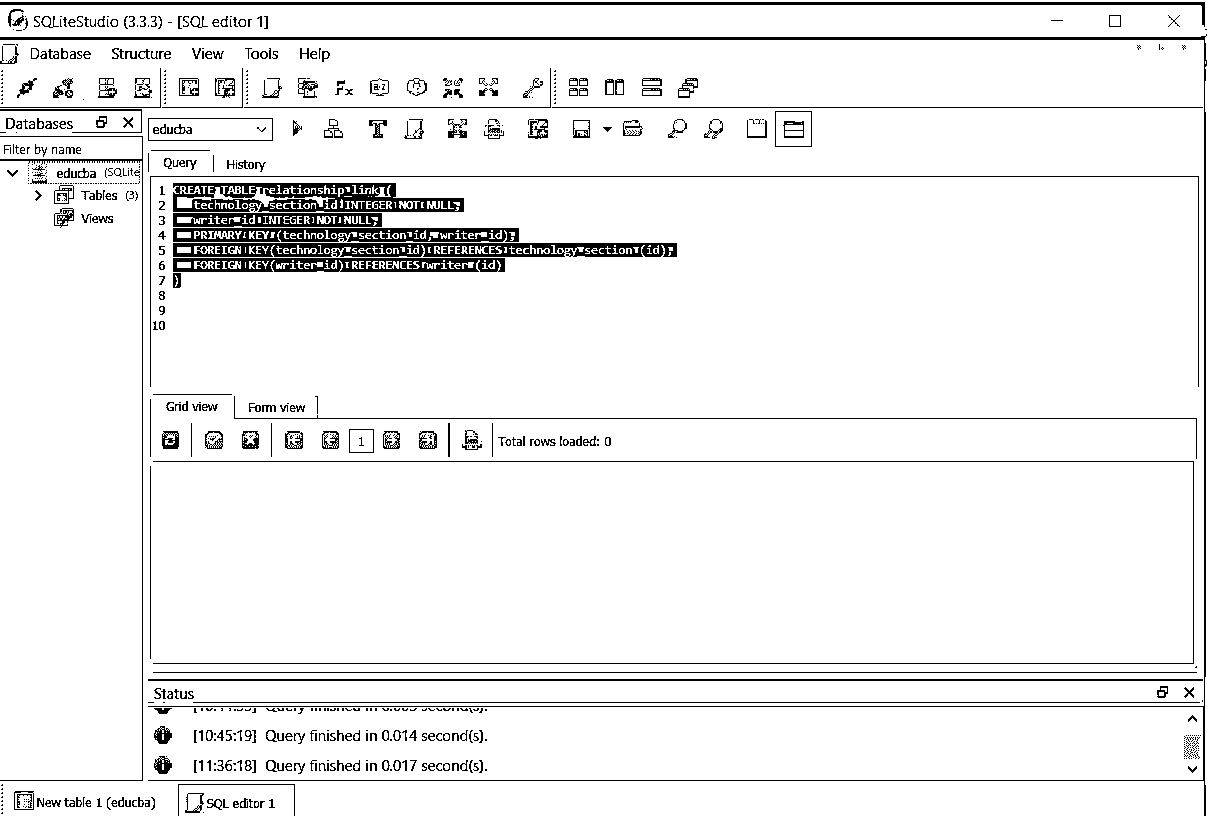 SQLiteStudio (3.3.3) - [SQL editor 1]
Database Structure View Tools Help
Databases
educba
Filter by name
Query History
educba (SQLite
Tables (3)
Views
1 CREATE TABLE relationship_link (
2 technology_section_id INTEGER NOT NULL,
3 writer_id INTEGER NOT NULL,
4 PRIMARY KEY (technology_section_id, writer_id),
5 FOREIGN KEY(technology_section_id) REFERENCES technology_section (id),
6 FOREIGN KEY(writer_id) REFERENCES writer (id)
7 )
8
9
10
Grid view Form view
1 Total rows loaded: 0
Status
Query finished in second(s).
[10:45:19] Query finished in 0.014 second(s).
[11:36:18] Query finished in 0.017 second(s).
New table 1 (educba) SQL editor 1